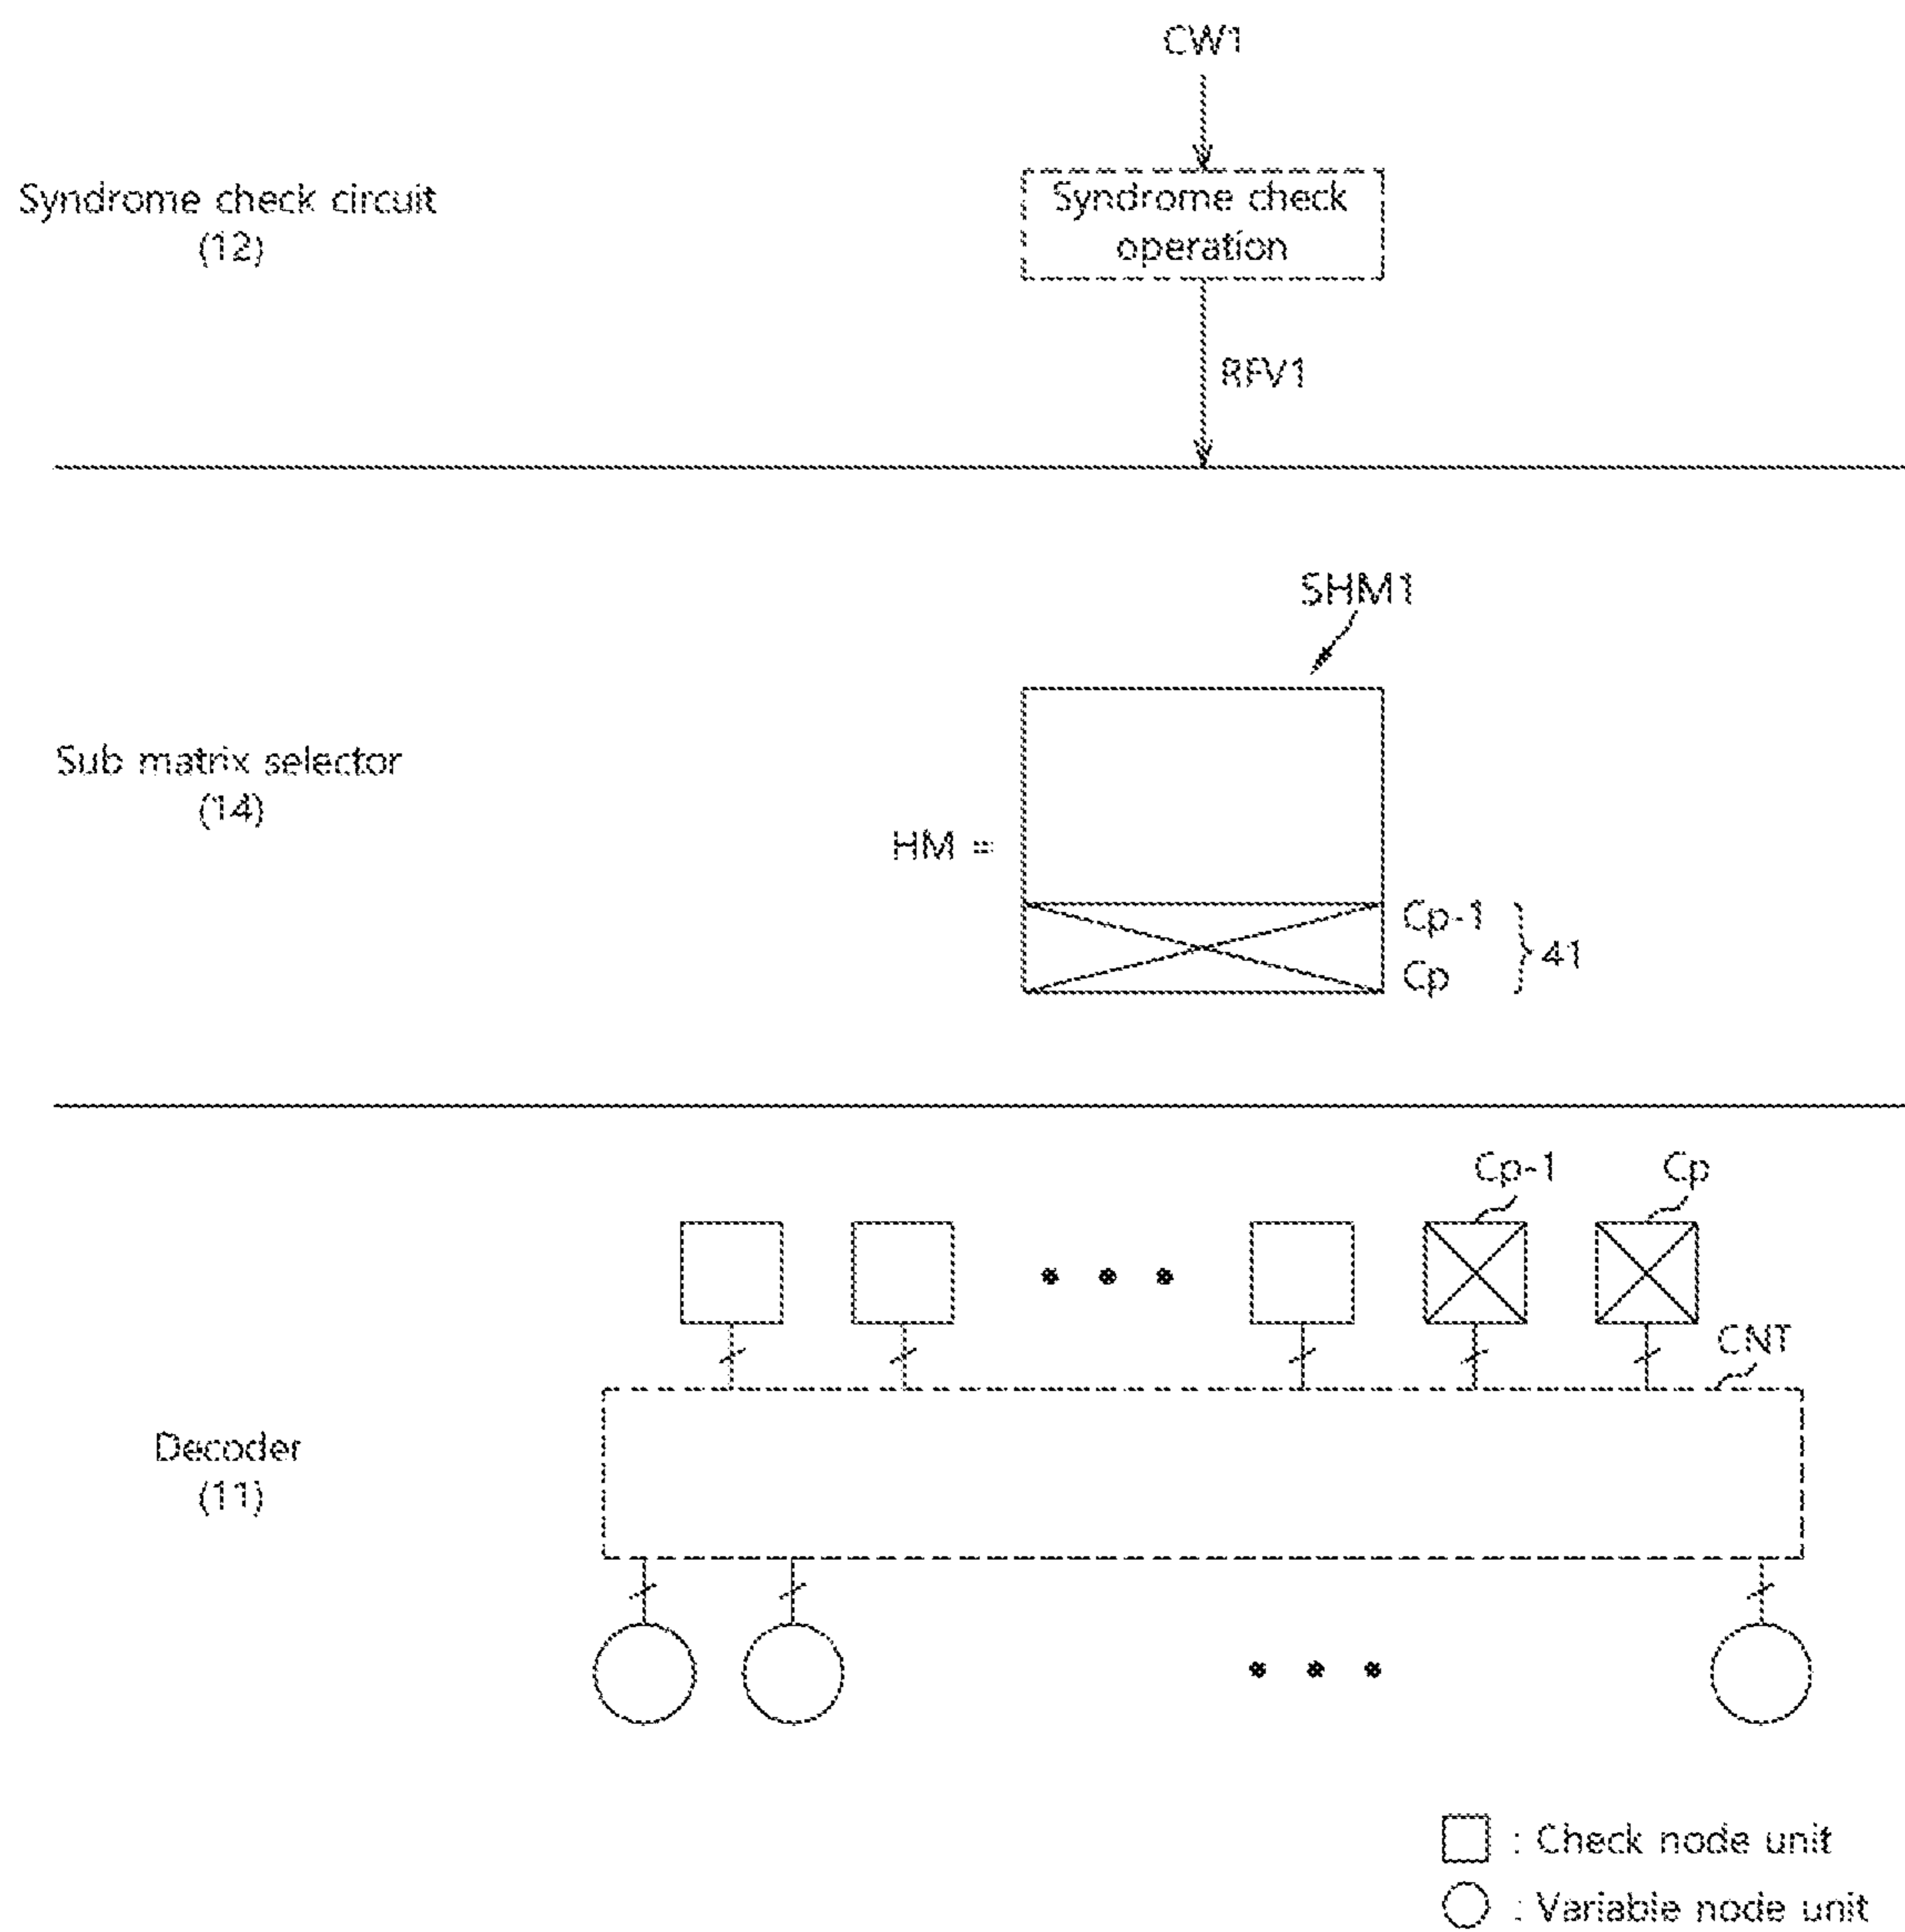 CW1
Syndrome check circuit
(12)
Syndrome check
operation
RFV1
SHM1
Sub matrix selector
(14)
HM =
Cp-1
Cp
41
Cp-1
Cp
CNT
Decoder
(11)
: Check node unit
: Variable node unit